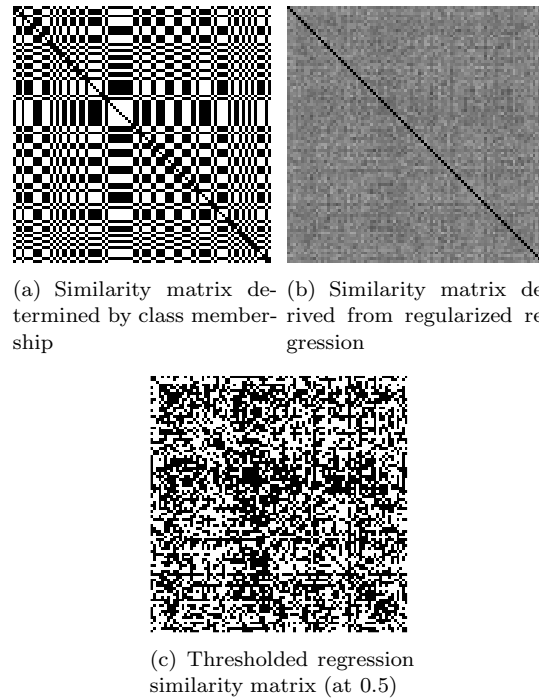 (a) Similarity matrix de-
termined by class member-
ship
(b) Similarity matrix de
rived from regularized re
gression
(c) Thresholded regression
similarity matrix (at 0.5)